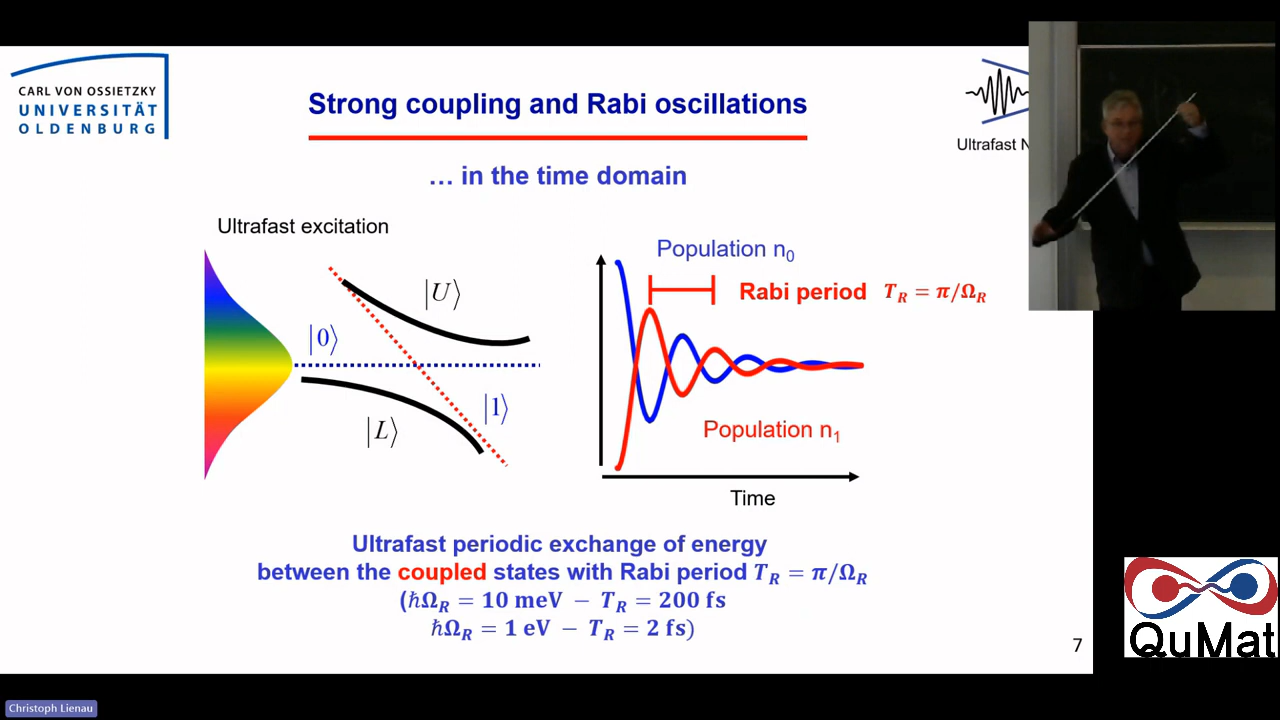 CARL VON OSSIETZKY
UNIVERSITÄT
OLDENBURG
Strong coupling and Rabi oscillations
Ultrafast N
… in the time domain
Ultrafast excitation
|U⟩
|0⟩
|1⟩
|L⟩
Population n₀
Rabi period T_R = π/Ω_R
Population n₁
Time
Ultrafast periodic exchange of energy
between the coupled states with Rabi period T_R = π/Ω_R
(ℏΩ_R = 10 meV − T_R = 200 fs
ℏΩ_R = 1 eV − T_R = 2 fs)
7
QuMat
Christoph Lienau